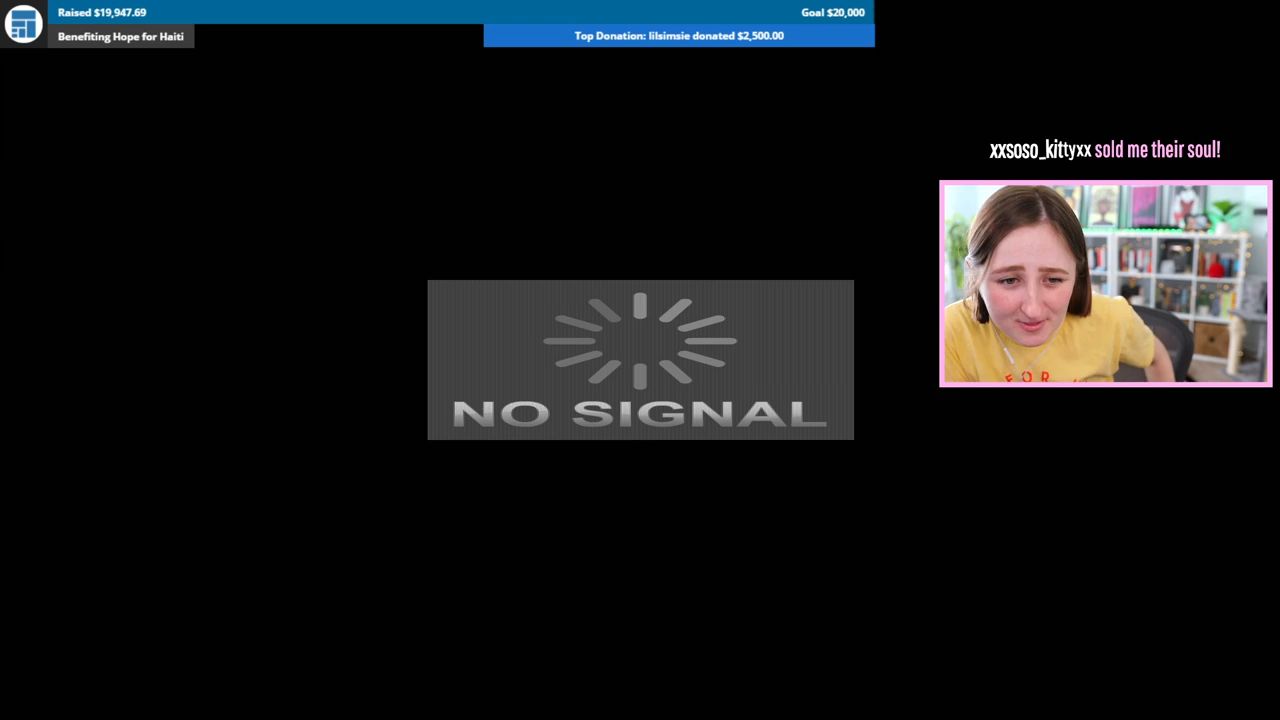 Raised $19,947.69
Goal $20,000
Benefiting Hope for Haiti
Top Donation: lilsimsie donated $2,500.00
xxsoso_kittyxx sold me their soul!
FOR
NO SIGNAL